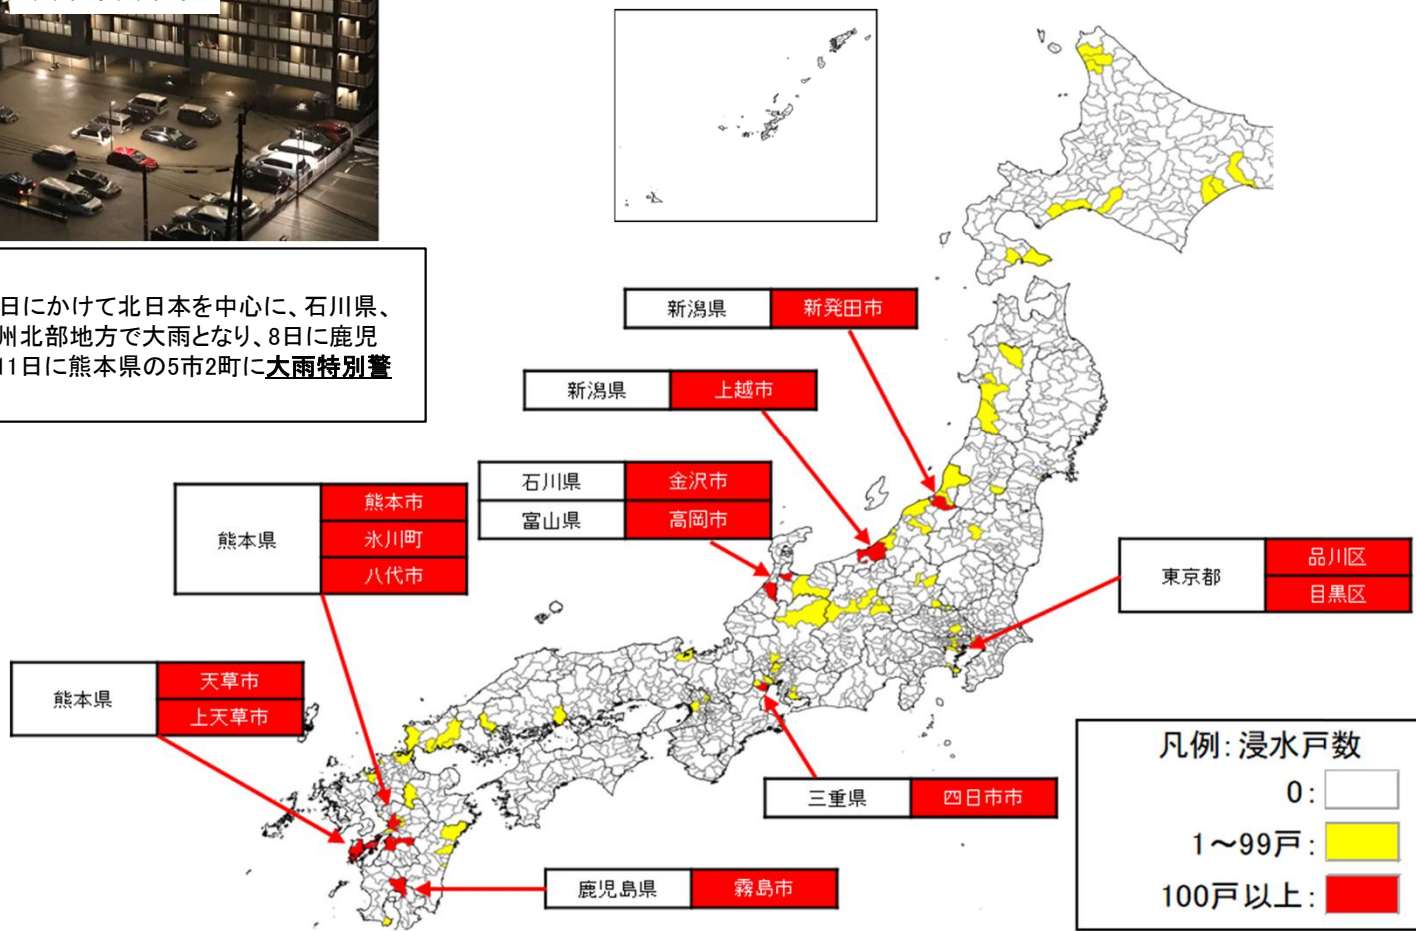 日にかけて北日本を中心に、石川県、
州北部地方で大雨となり、8日に鹿児
11日に熊本県の5市2町に大雨特別警
新潟県 新発田市
新潟県 上越市
石川県 金沢市
富山県 高岡市
熊本県
熊本市
氷川町
八代市
東京都
品川区
目黒区
熊本県
天草市
上天草市
三重県 四日市市
鹿児島県 霧島市
凡例:浸水戸数
0:
1～99戸:
100戸以上: